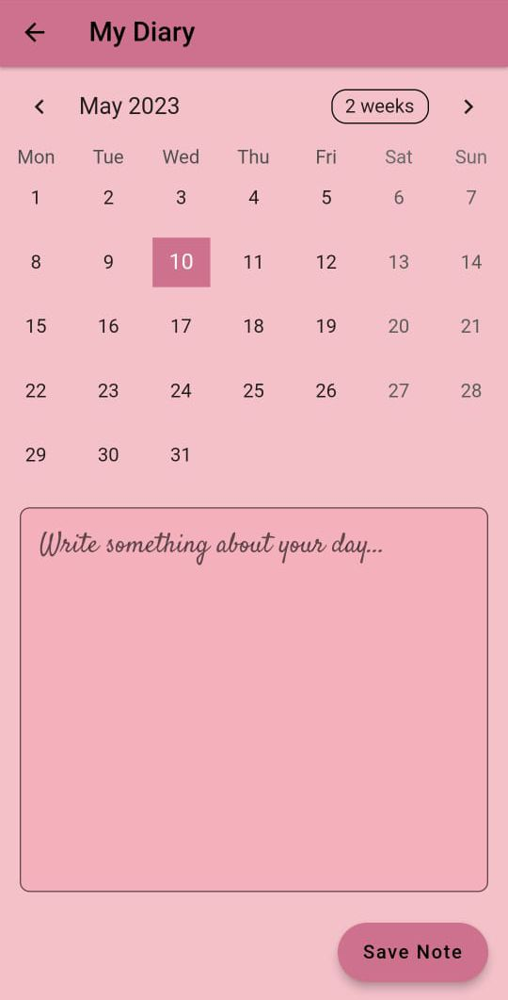 My Diary
May 2023 2 weeks
Mon Tue Wed Thu Fri Sat Sun
1 2 3 4 5 6 7
8 9 10 11 12 13 14
15 16 17 18 19 20 21
22 23 24 25 26 27 28
29 30 31
Write something about your day...
Save Note